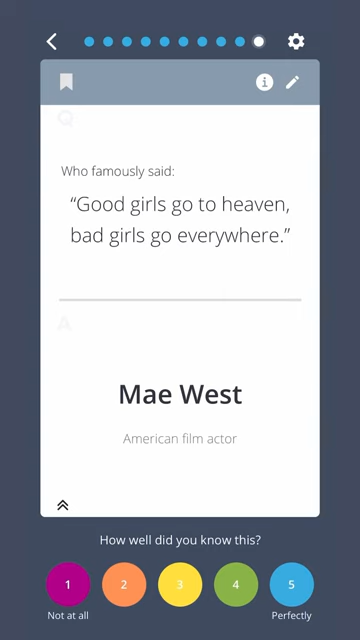 Q
Who famously said:
“Good girls go to heaven,
bad girls go everywhere.”
A
Mae West
American film actor
How well did you know this?
1
2
3
4
5
Not at all
Perfectly